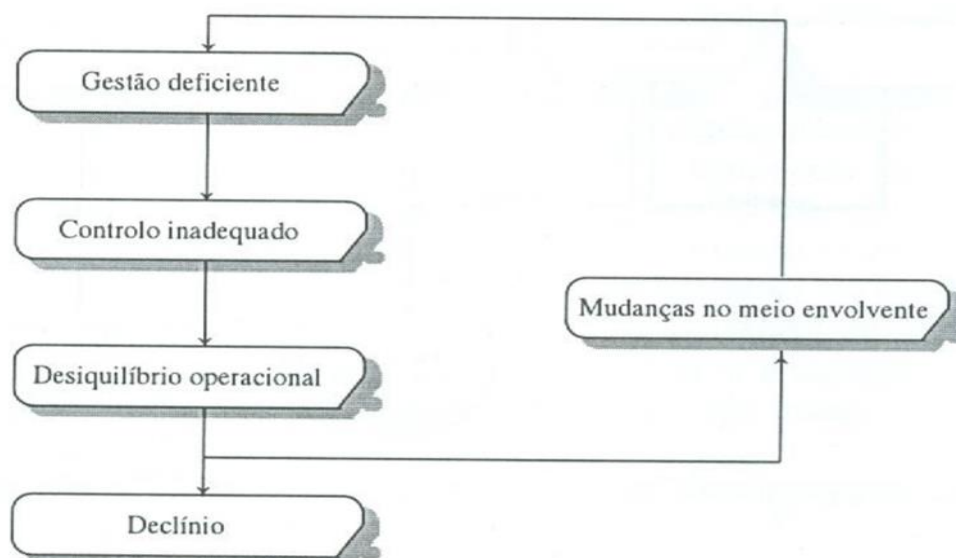 Gestão deficiente
Controlo inadequado
Mudanças no meio envolvente
Desiquilíbrio operacional
Declínio